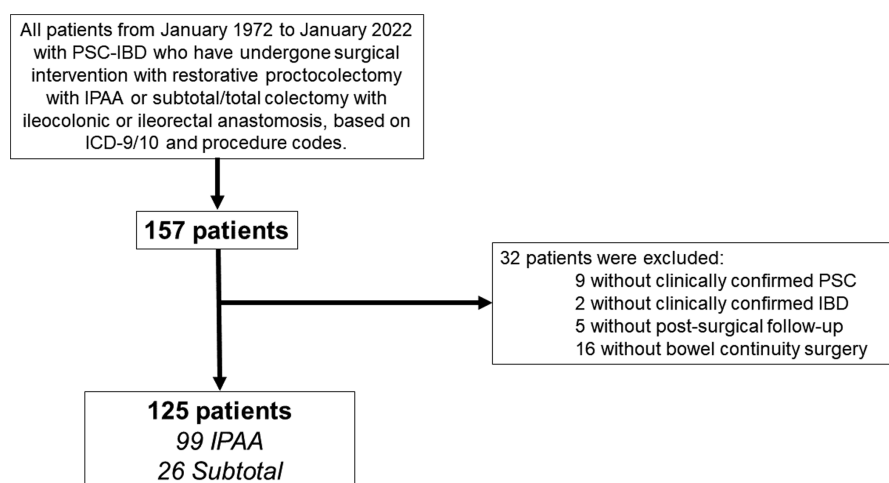 All patients from January 1972 to January 2022
with PSC-IBD who have undergone surgical
intervention with restorative proctocolectomy
with IPAA or subtotal/total colectomy with
ileocolonic or ileorectal anastomosis, based on
ICD-9/10 and procedure codes.
157 patients
32 patients were excluded:
9 without clinically confirmed PSC
2 without clinically confirmed IBD
5 without post-surgical follow-up
16 without bowel continuity surgery
125 patients
99 IPAA
26 Subtotal